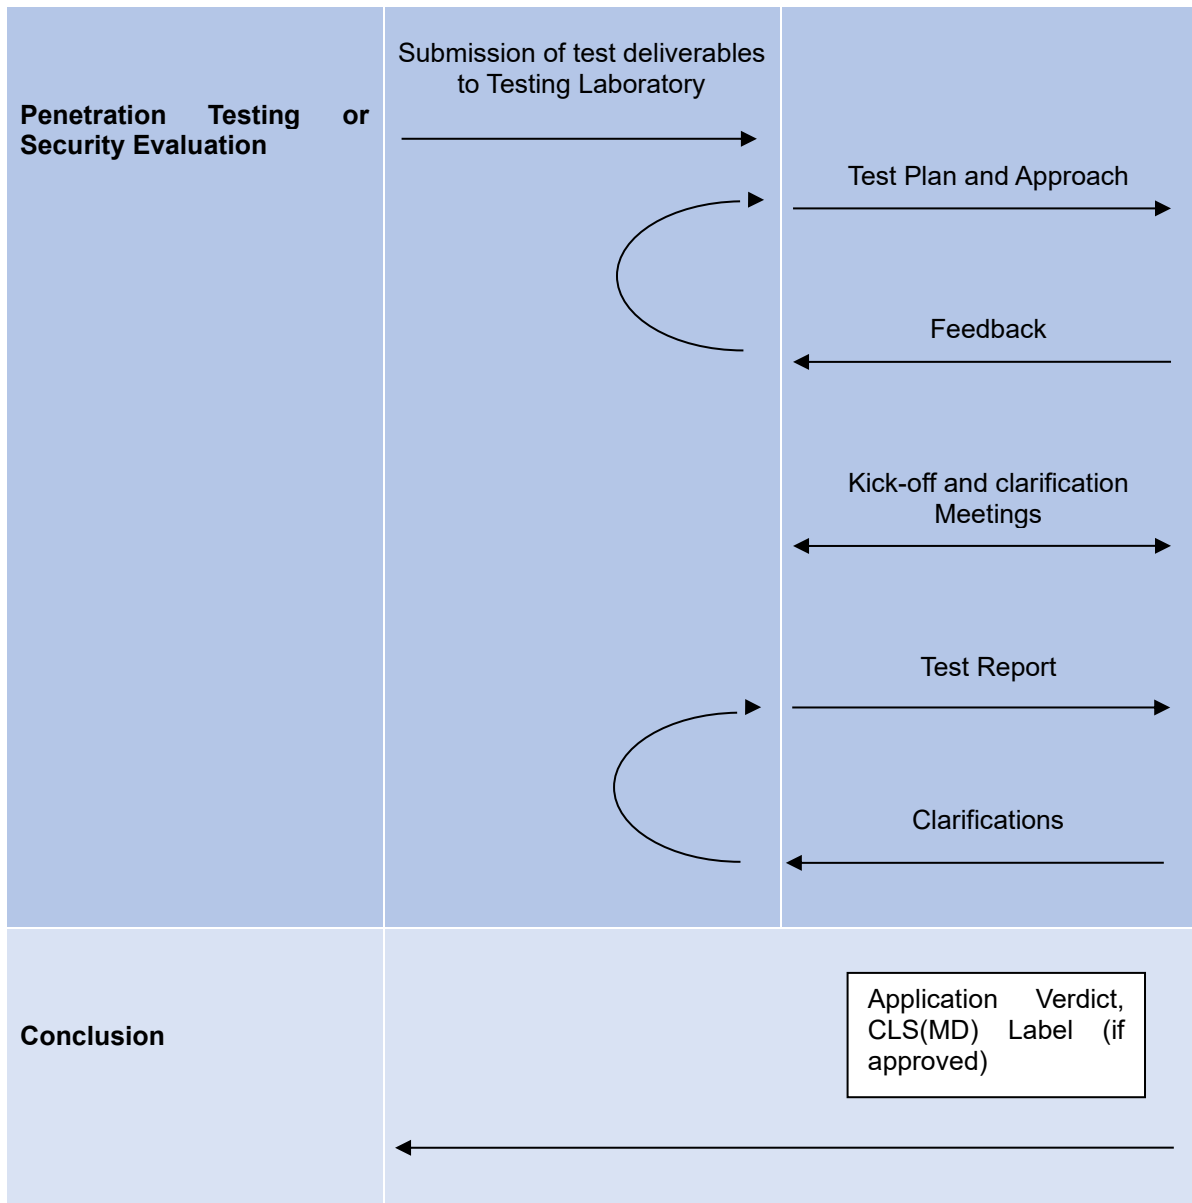 Submission of test deliverables
to Testing Laboratory
Penetration Testing or
Security Evaluation
Test Plan and Approach
Feedback
Kick-off and clarification
Meetings
Test Report
Clarifications
Conclusion
Application Verdict,
CLS(MD) Label (if
approved)